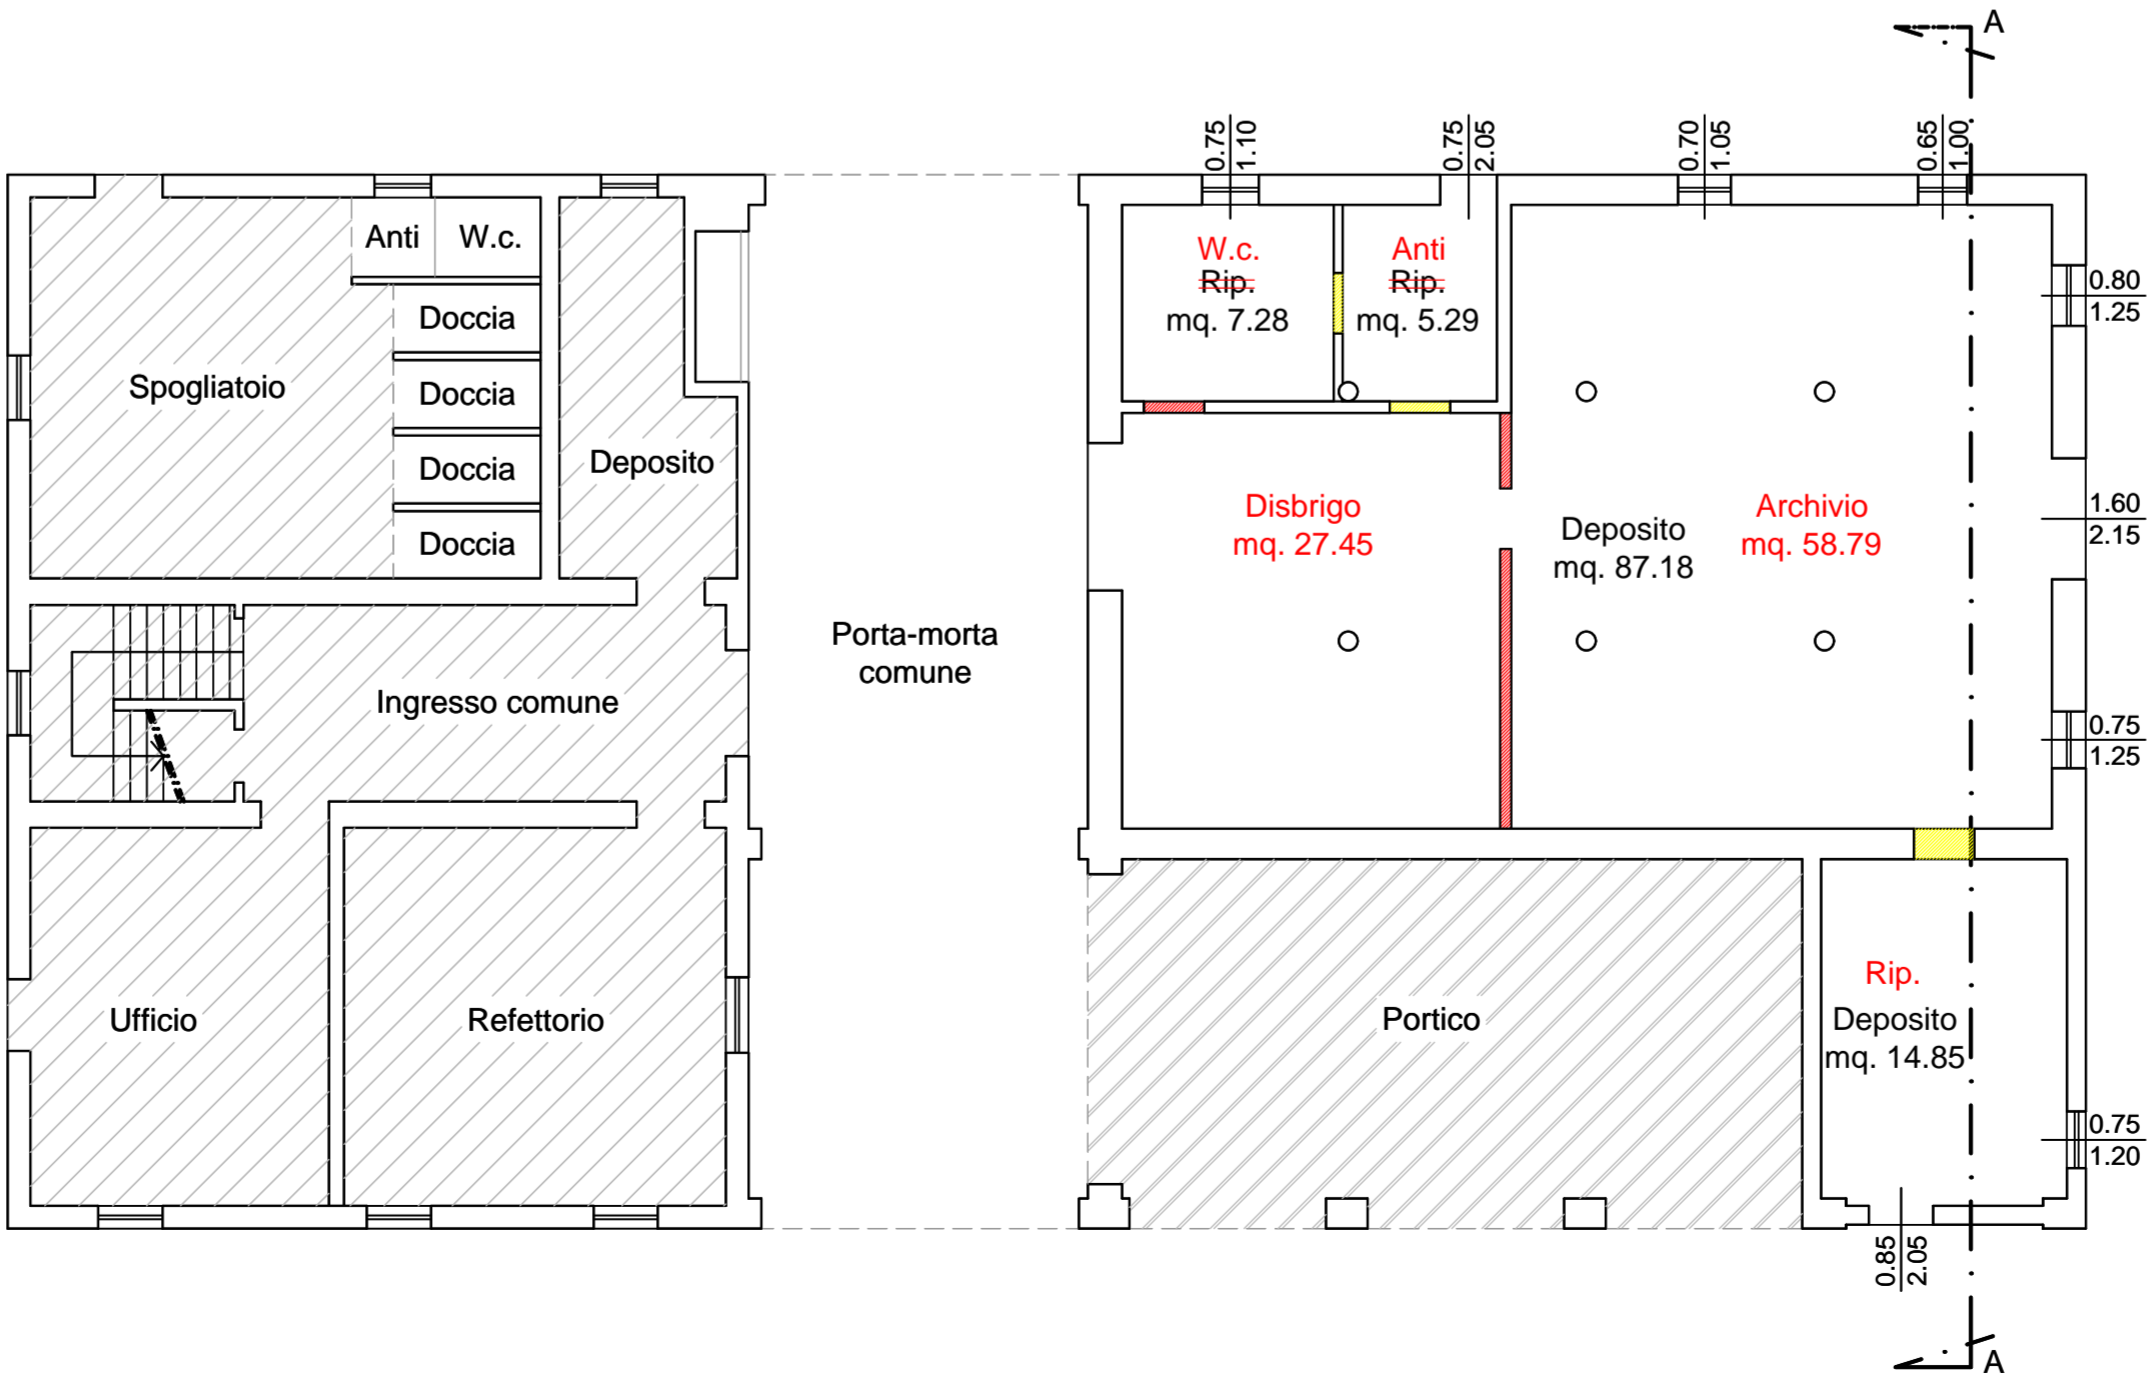 A
0.75
1.10
0.75
2.05
0.70
1.05
0.65
1.00
Anti
W.c.
W.c.
Rip.
mq. 7.28
Anti
Rip.
mq. 5.29
0.80
1.25
Doccia
Spogliatoio
Doccia
Deposito
Doccia
Doccia
Disbrigo
mq. 27.45
Deposito
mq. 87.18
Archivio
mq. 58.79
1.60
2.15
Porta-morta
comune
Ingresso comune
0.75
1.25
Ufficio
Refettorio
Portico
Rip.
Deposito
mq. 14.85
0.75
1.20
0.85
2.05
A